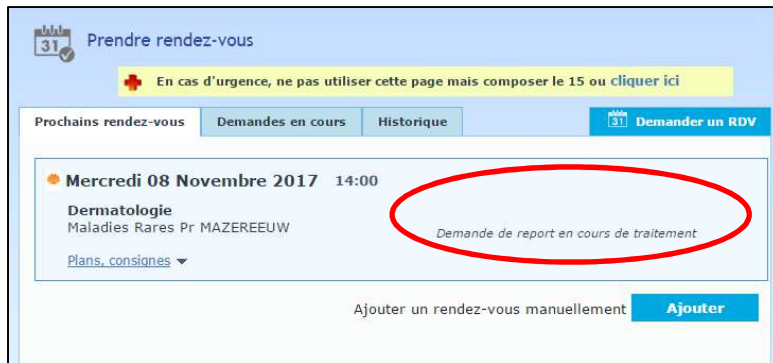 31
Prendre rendez-vous
En cas d'urgence, ne pas utiliser cette page mais composer le 15 ou cliquer ici
Prochains rendez-vous Demandes en cours Historique 31 Demander un RDV
Mercredi 08 Novembre 2017 14:00
Dermatologie
Maladies Rares Pr MAZEREEUW
Demande de report en cours de traitement
Plans, consignes
Ajouter un rendez-vous manuellement Ajouter